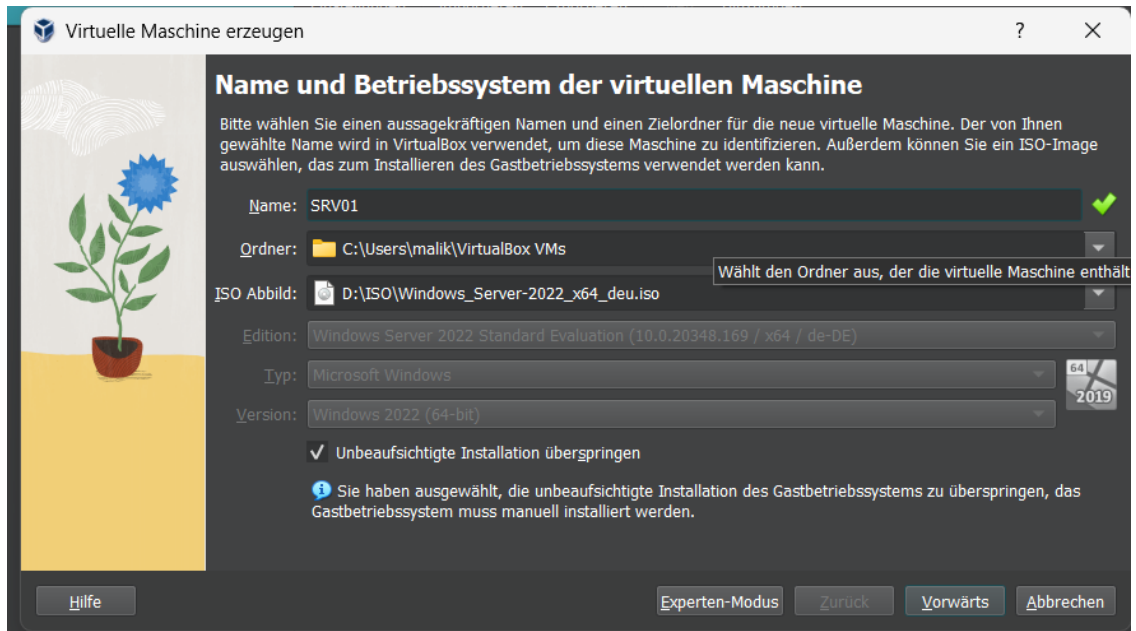 Virtuelle Maschine erzeugen ?
Name und Betriebssystem der virtuellen Maschine
Bitte wählen Sie einen aussagekräftigen Namen und einen Zielordner für die neue virtuelle Maschine. Der von Ihnen
gewählte Name wird in VirtualBox verwendet, um diese Maschine zu identifizieren. Außerdem können Sie ein ISO-Image
auswählen, das zum Installieren des Gastbetriebssystems verwendet werden kann.
Name: SRV01
Ordner: C:\Users\malik\VirtualBox VMs
Wählt den Ordner aus, der die virtuelle Maschine enthält
ISO Abbild: D:\ISO\Windows_Server-2022_x64_deu.iso
Edition: Windows Server 2022 Standard Evaluation (10.0.20348.169 / x64 / de-DE)
Typ: Microsoft Windows
64
2019
Version: Windows 2022 (64-bit)
Unbeaufsichtigte Installation überspringen
Sie haben ausgewählt, die unbeaufsichtigte Installation des Gastbetriebssystems zu überspringen, das
Gastbetriebssystem muss manuell installiert werden.
Hilfe Experten-Modus Zurück Vorwärts Abbrechen